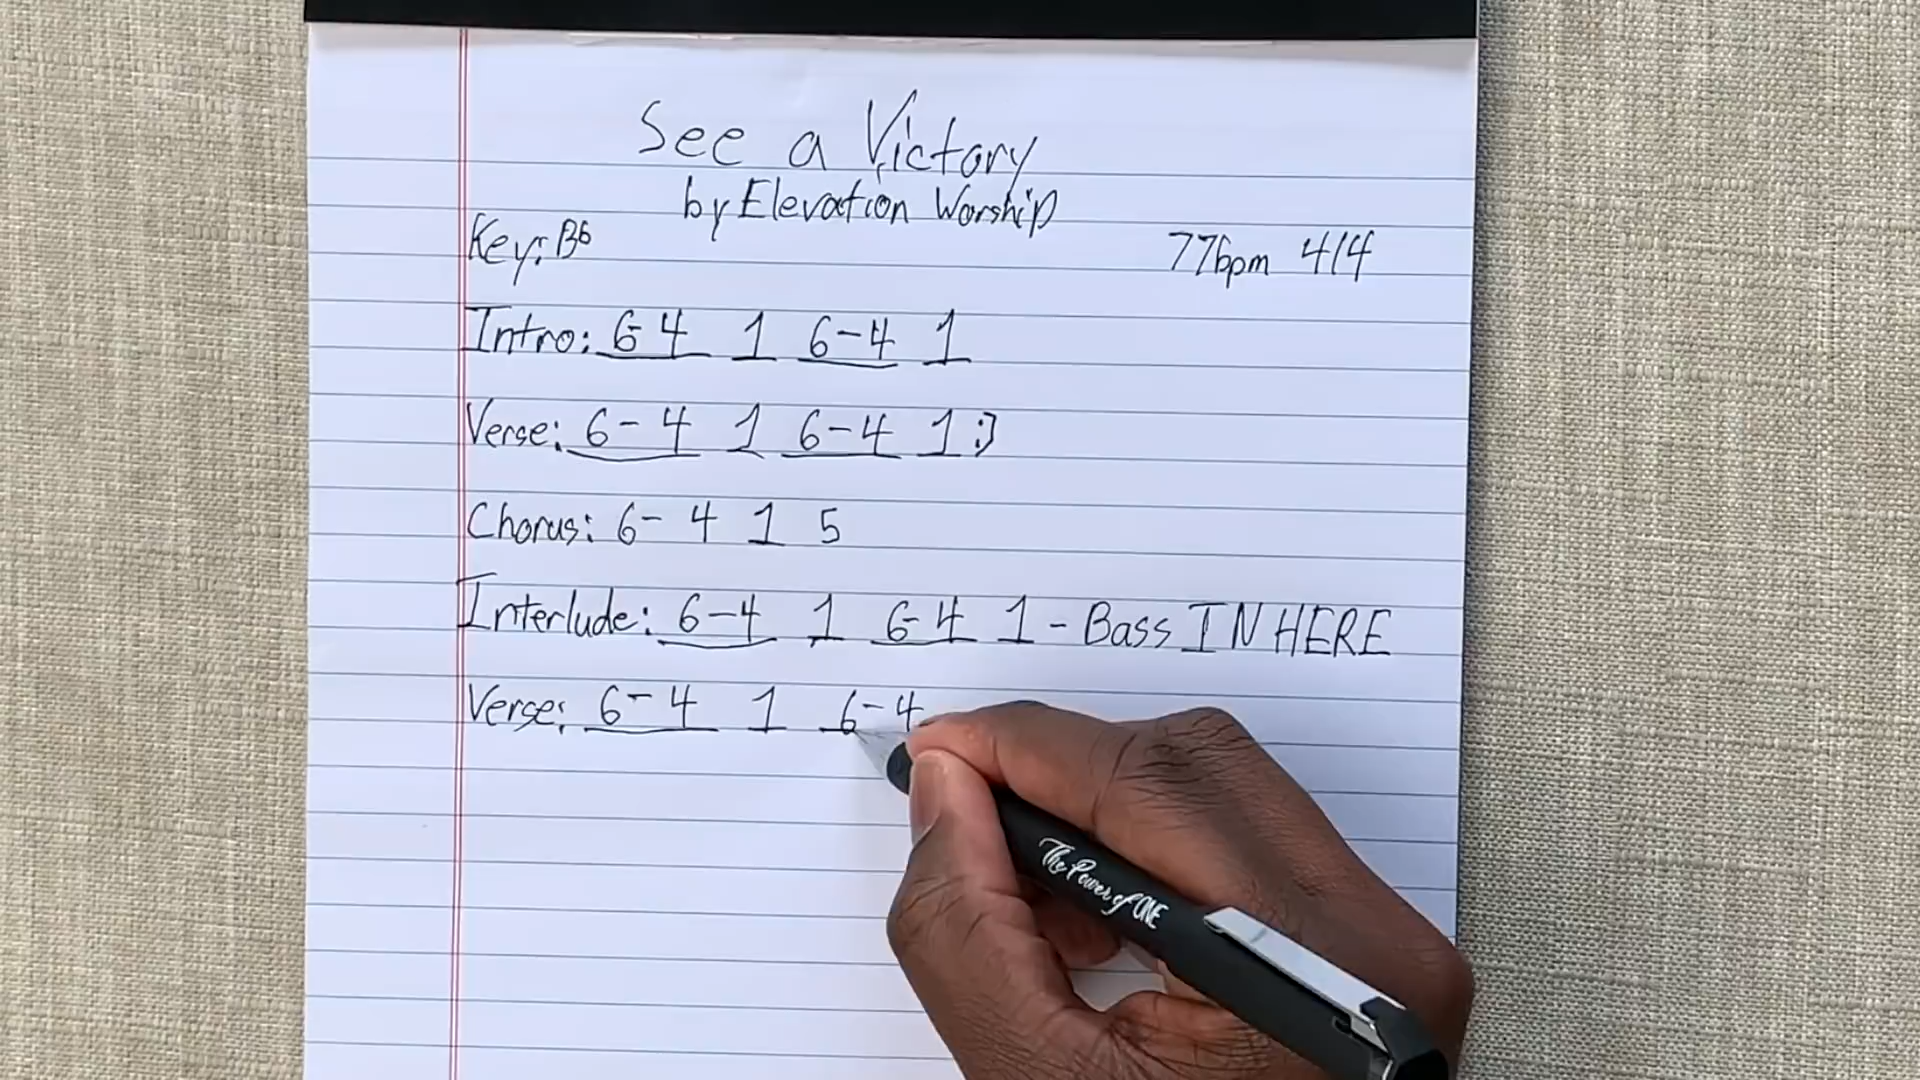 See a Victory
by Elevation Worship
Key: Bb
77bpm 4/4
Intro: 6- 4 1 6- 4 1
Verse: 6- 4 1 6- 4 1 :]
Chorus: 6- 4 1 5
Interlude: 6- 4 1 6- 4 1 - Bass IN HERE
Verse: 6- 4 1 6- 4
The Power of ONE